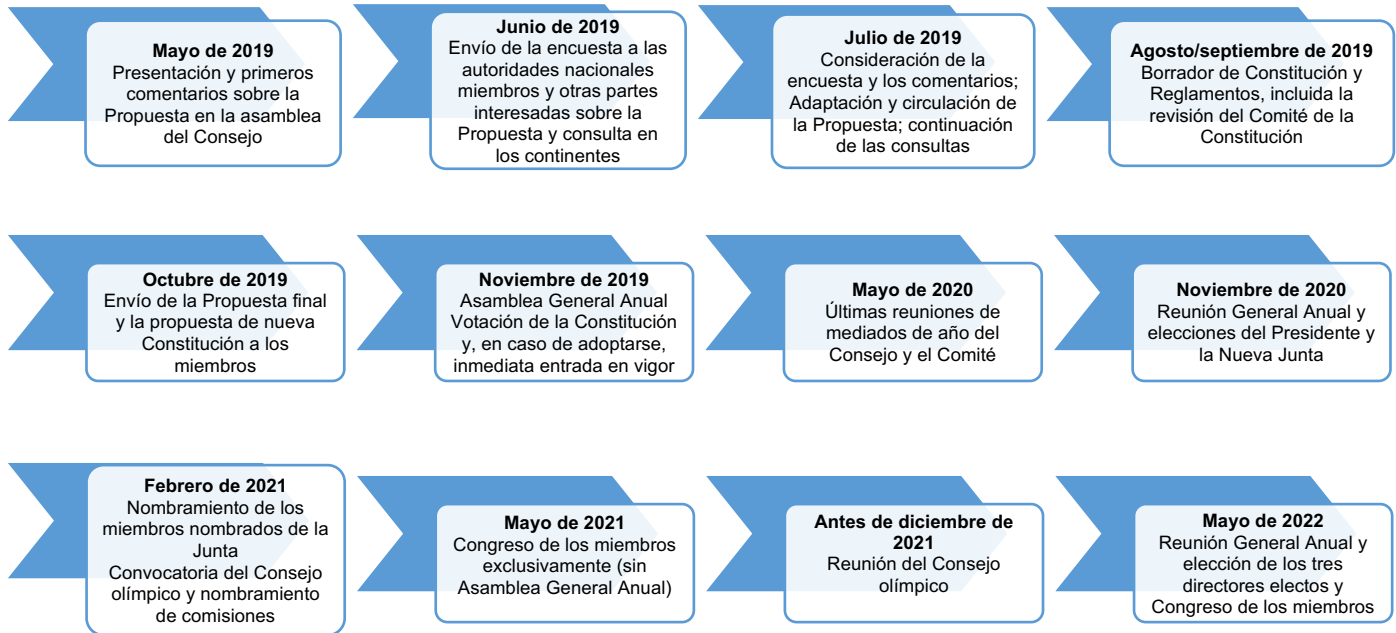 Mayo de 2019
Presentación y primeros
comentarios sobre la
Propuesta en la asamblea
del Consejo
Junio de 2019
Envío de la encuesta a las
autoridades nacionales
miembros y otras partes
interesadas sobre la
Propuesta y consulta en
los continentes
Julio de 2019
Consideración de la
encuesta y los comentarios;
Adaptación y circulación de
la Propuesta; continuación
de las consultas
Agosto/septiembre de 2019
Borrador de Constitución y
Reglamentos, incluida la
revisión del Comité de la
Constitución
Octubre de 2019
Envío de la Propuesta final
y la propuesta de nueva
Constitución a los
miembros
Noviembre de 2019
Asamblea General Anual
Votación de la Constitución
y, en caso de adoptarse,
inmediata entrada en vigor
Mayo de 2020
Últimas reuniones de
mediados de año del
Consejo y el Comité
Noviembre de 2020
Reunión General Anual y
elecciones del Presidente y
la Nueva Junta
Febrero de 2021
Nombramiento de los
miembros nombrados de la
Junta
Convocatoria del Consejo
olímpico y nombramiento
de comisiones
Mayo de 2021
Congreso de los miembros
exclusivamente (sin
Asamblea General Anual)
Antes de diciembre de
2021
Reunión del Consejo
olímpico
Mayo de 2022
Reunión General Anual y
elección de los tres
directores electos y
Congreso de los miembros